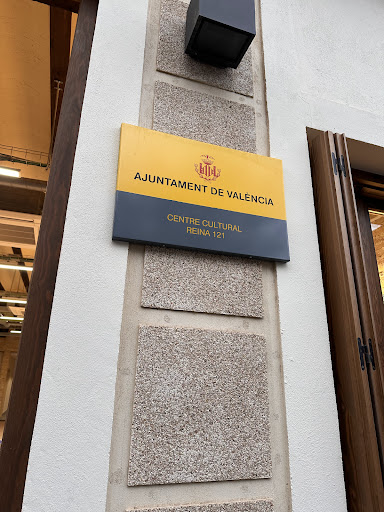 AJUNTAMENT DE VALÈNCIA
CENTRE CULTURAL
REINA 121